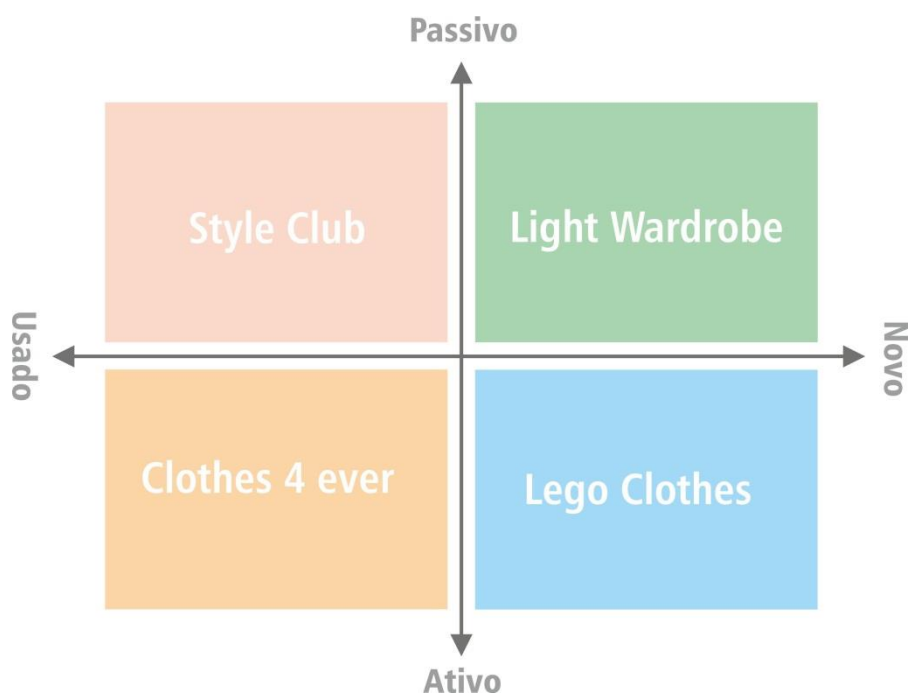 Passivo
Style Club
Light Wardrobe
Usado
Novo
Clothes 4 ever
Lego Clothes
Ativo